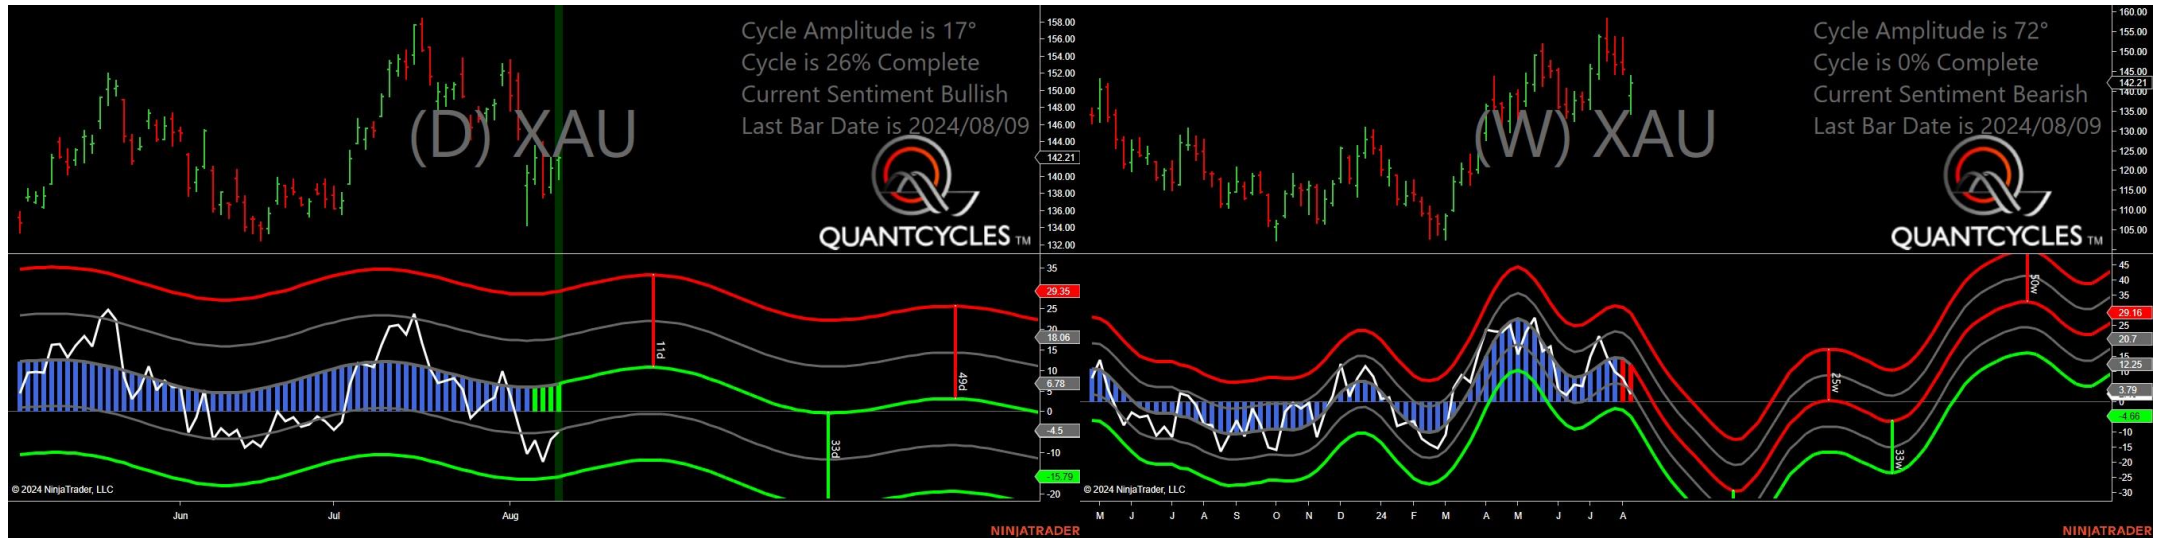 Cycle Amplitude is 17°
Cycle is 26% Complete
Current Sentiment Bullish
Last Bar Date is 2024/08/09
(D) XAU
QUANTCYCLES TM
158.00
156.00
154.00
152.00
150.00
148.00
146.00
144.00
142.21
140.00
138.00
136.00
134.00
132.00
35
29.35
25
20
18.06
15
10
6.78
5
0
-4.5
-10
-15.79
-20
11d
33d
49d
© 2024 NinjaTrader, LLC
Jun
Jul
Aug
NINJATRADER
Cycle Amplitude is 72°
Cycle is 0% Complete
Current Sentiment Bearish
Last Bar Date is 2024/08/09
(W) XAU
QUANTCYCLES TM
160.00
155.00
150.00
145.00
142.21
140.00
135.00
130.00
125.00
120.00
115.00
110.00
105.00
45
35
29.16
25
20.7
15
12.25
10
3.79
0
-4.66
-10
-15
-20
-25
-30
25w
33w
50w
© 2024 NinjaTrader, LLC
M
J
J
A
S
O
N
D
24
F
M
A
M
J
J
A
NINJATRADER